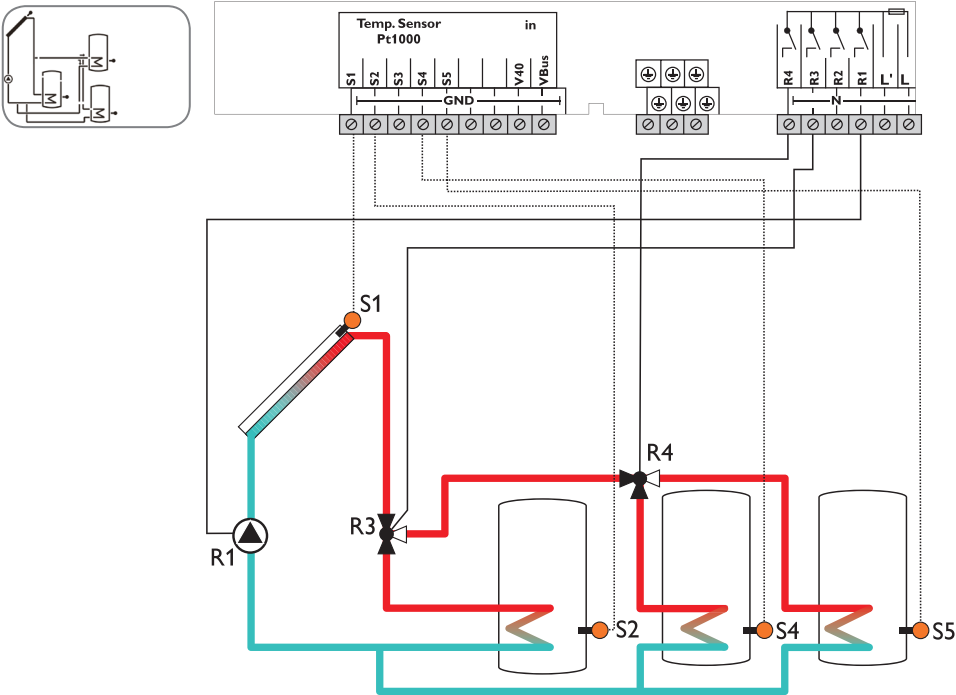 Temp. Sensor in
Pt1000
S1 S2 S3 S4 S5 V40 VBus
GND
R4 R3 R2 R1 L' L
N
S1
R4
R3
R1
S2
S4
S5